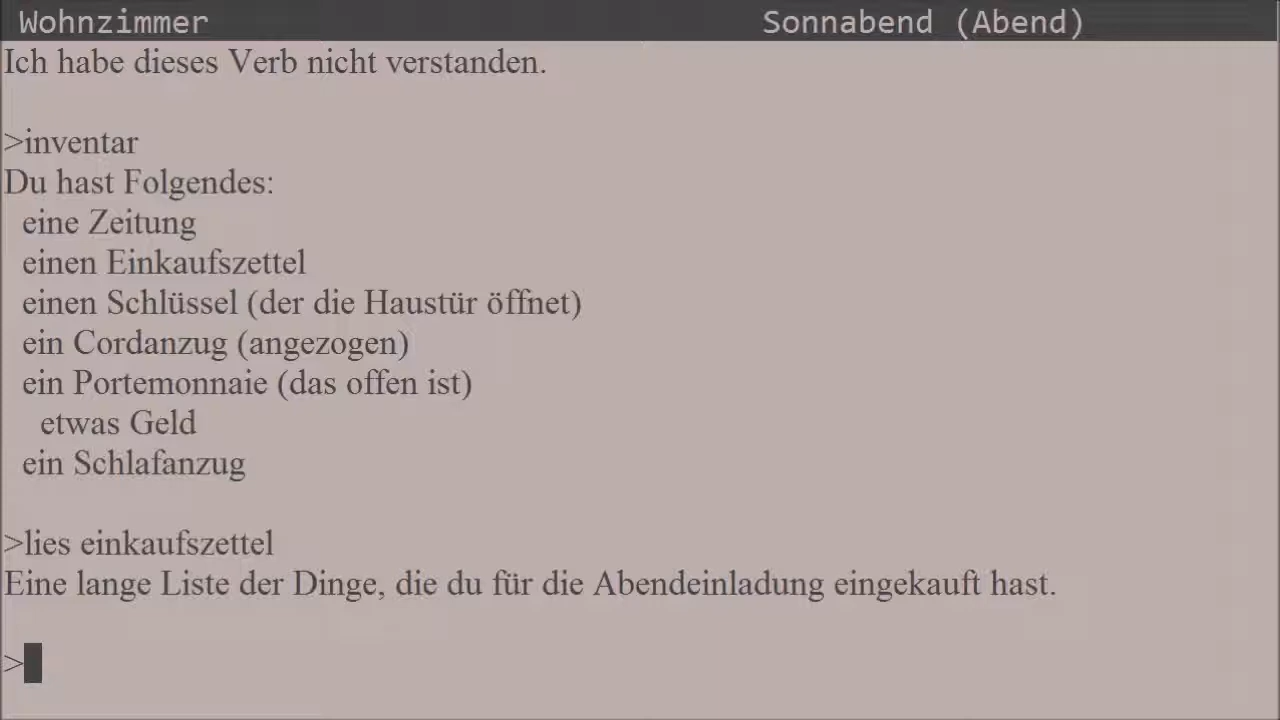 Wohnzimmer Sonnabend (Abend)
Ich habe dieses Verb nicht verstanden.
>inventar
Du hast Folgendes:
eine Zeitung
einen Einkaufszettel
einen Schlüssel (der die Haustür öffnet)
ein Cordanzug (angezogen)
ein Portemonnaie (das offen ist)
etwas Geld
ein Schlafanzug
>lies einkaufszettel
Eine lange Liste der Dinge, die du für die Abendeinladung eingekauft hast.
>